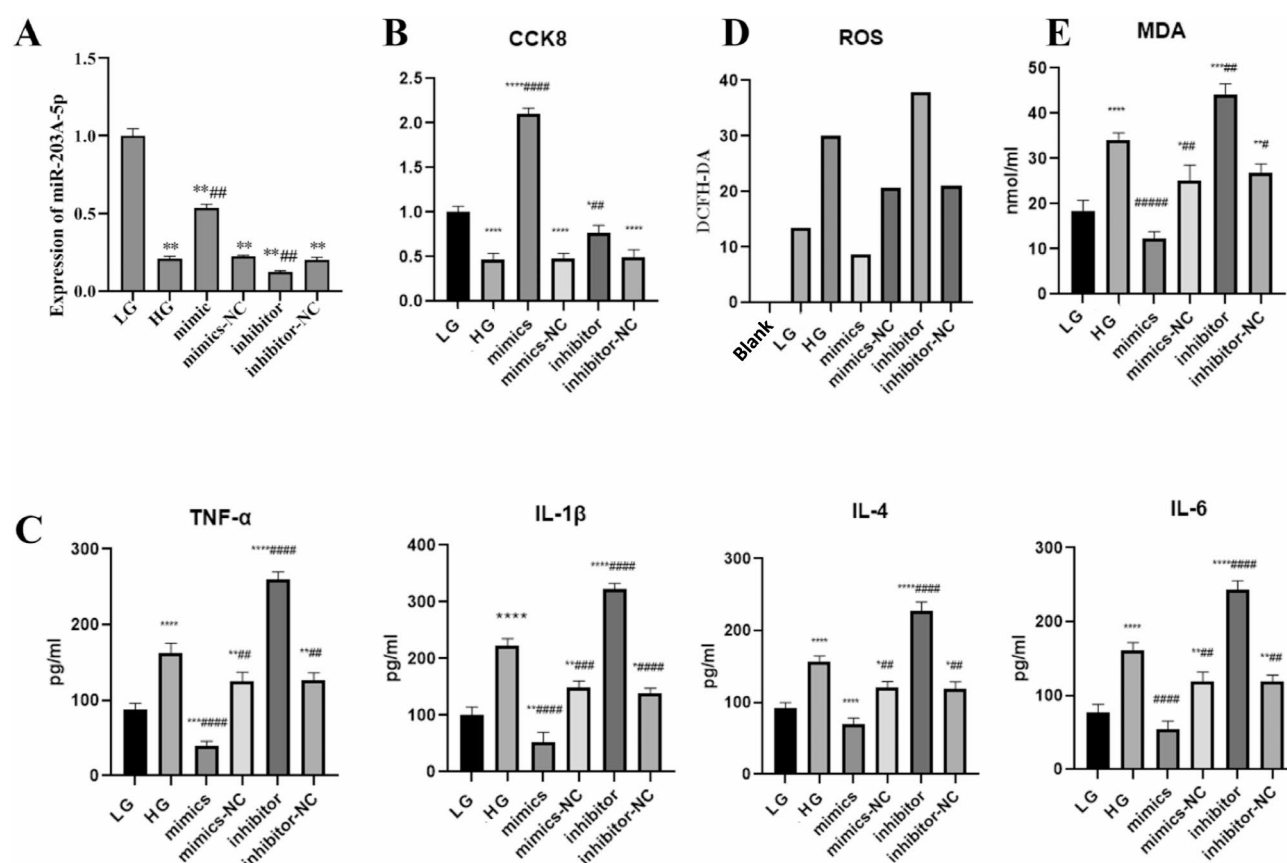 A
Expression of miR-203A-5p
1.5
1.0
0.5
0.0
**
**##
**
**##
**
LG
HG
mimic
mimics-NC
inhibitor
inhibitor-NC
B
CCK8
2.5
2.0
1.5
1.0
0.5
0.0
****
****####
****
*##
****
LG
HG
mimics
mimics-NC
inhibitor
inhibitor-NC
D
ROS
DCFH-DA
40
30
20
10
0
Blank
LG
HG
mimics
mimics-NC
inhibitor
inhibitor-NC
E
MDA
nmol/ml
50
40
30
20
10
0
****
#####
*##
***##
**#
LG
HG
mimics
mimics-NC
inhibitor
inhibitor-NC
C
TNF-α
pg/ml
300
200
100
0
****
***####
**##
****####
**##
LG
HG
mimics
mimics-NC
inhibitor
inhibitor-NC
IL-1β
pg/ml
400
300
200
100
0
****
**####
**###
****####
*####
LG
HG
mimics
mimics-NC
inhibitor
inhibitor-NC
IL-4
pg/ml
300
200
100
0
****
****
*##
****####
*##
LG
HG
mimics
mimics-NC
inhibitor
inhibitor-NC
IL-6
pg/ml
300
200
100
0
****
####
**##
****####
**##
LG
HG
mimics
mimics-NC
inhibitor
inhibitor-NC